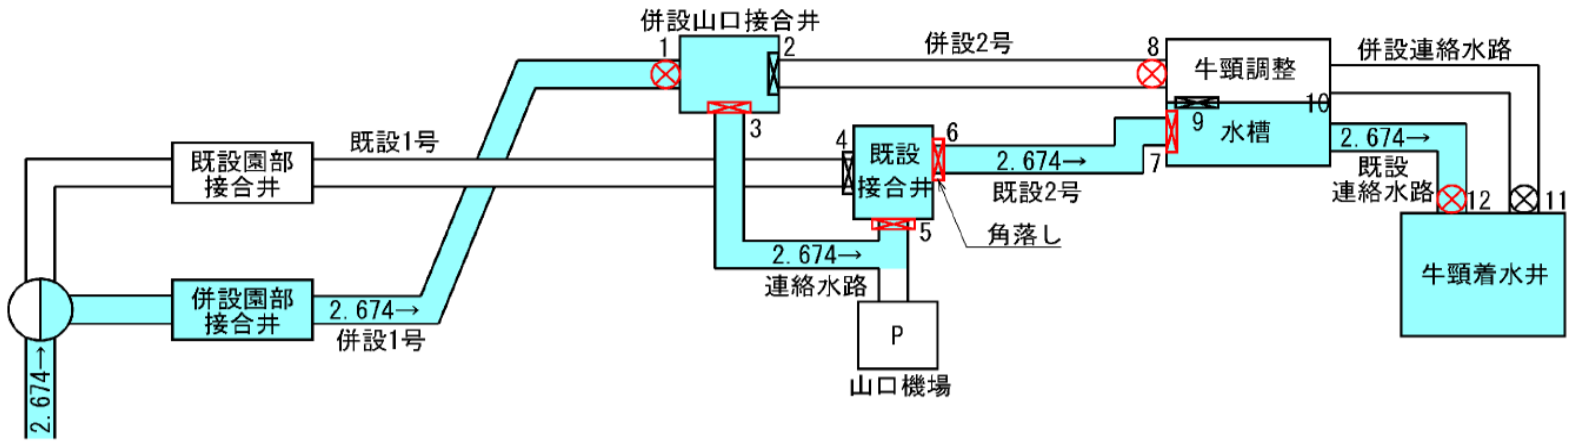 併設山口接合井
1
2
併設2号
8
牛頸調整
水槽
併設連絡水路
3
9
10
既設1号
4
既設
接合井
6
2.674→
7
2.674→
既設園部
接合井
既設2号
既設
連絡水路
12
11
5
角落し
2.674→
連絡水路
牛頸着水井
併設園部
接合井
2.674→
併設1号
P
山口機場
2.674→